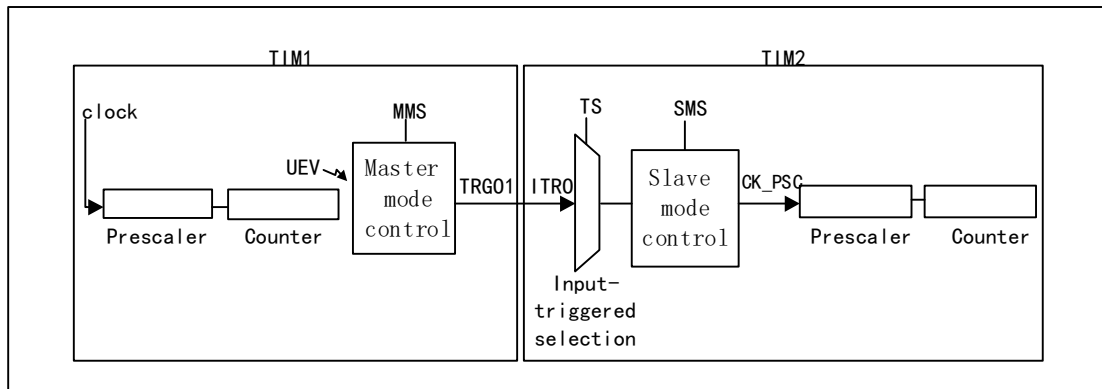 TIM1
TIM2
clock
MMS
TS
SMS
UEV
Master
mode
control
TRGO1
ITR0
Slave
mode
control
CK_PSC
Prescaler
Counter
Prescaler
Counter
Input-
triggered
selection